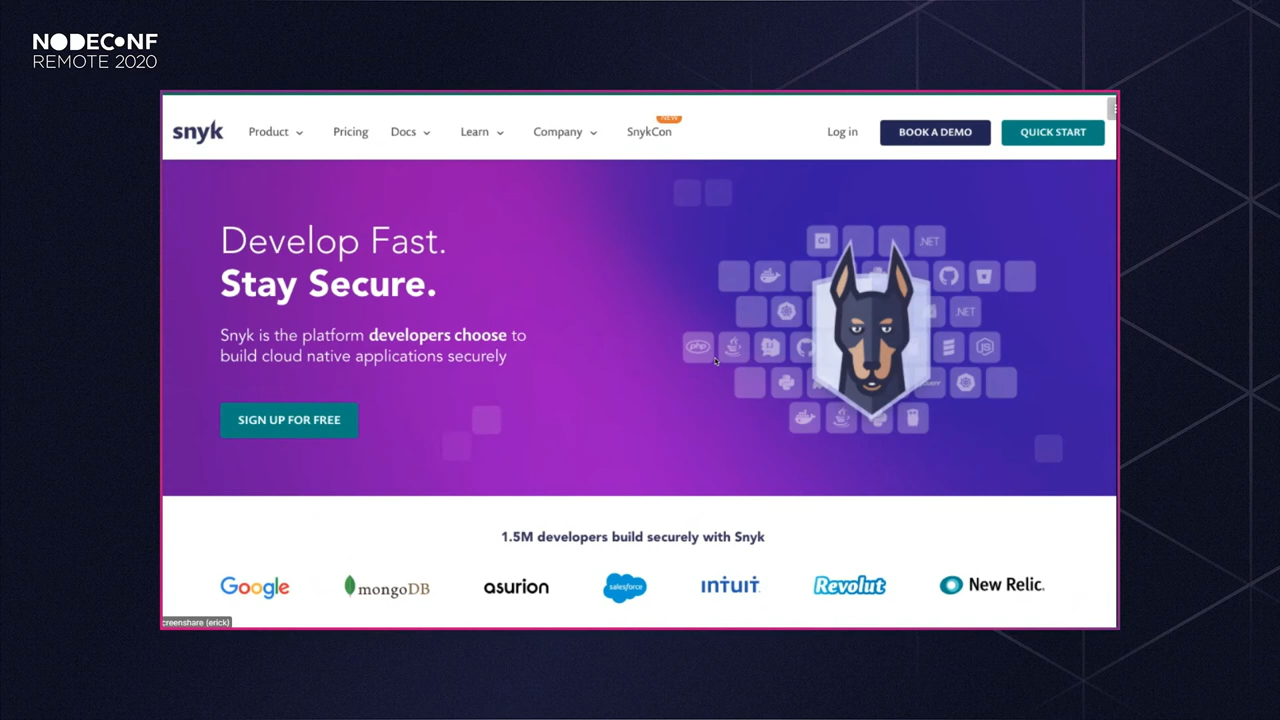 NODECONF
REMOTE 2020
snyk
Product
Pricing
Docs
Learn
Company
NEW
SnykCon
Log in
BOOK A DEMO
QUICK START
Develop Fast.
Stay Secure.
Snyk is the platform developers choose to
build cloud native applications securely
SIGN UP FOR FREE
.NET
.NET
php
JS
1.5M developers build securely with Snyk
Google
mongoDB
asurion
salesforce
intuit
Revolut
New Relic.
creenshare (erick)